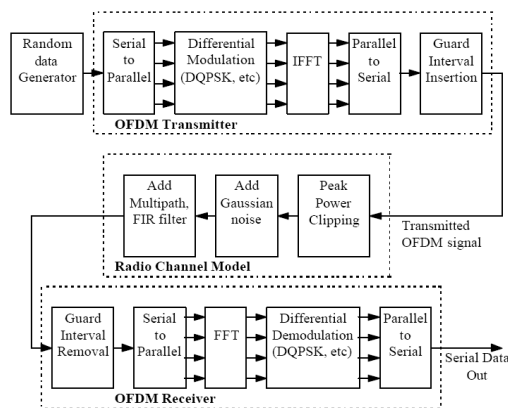 Random
data
Generator
Serial
to
Parallel
Differential
Modulation
(DQPSK, etc)
IFFT
Parallel
to
Serial
Guard
Interval
Insertion
OFDM Transmitter
Add
Multipath,
FIR filter
Add
Gaussian
noise
Peak
Power
Clipping
Transmitted
OFDM signal
Radio Channel Model
Guard
Interval
Removal
Serial
to
Parallel
FFT
Differential
Demodulation
(DQPSK, etc)
Parallel
to
Serial
Serial Data
Out
OFDM Receiver